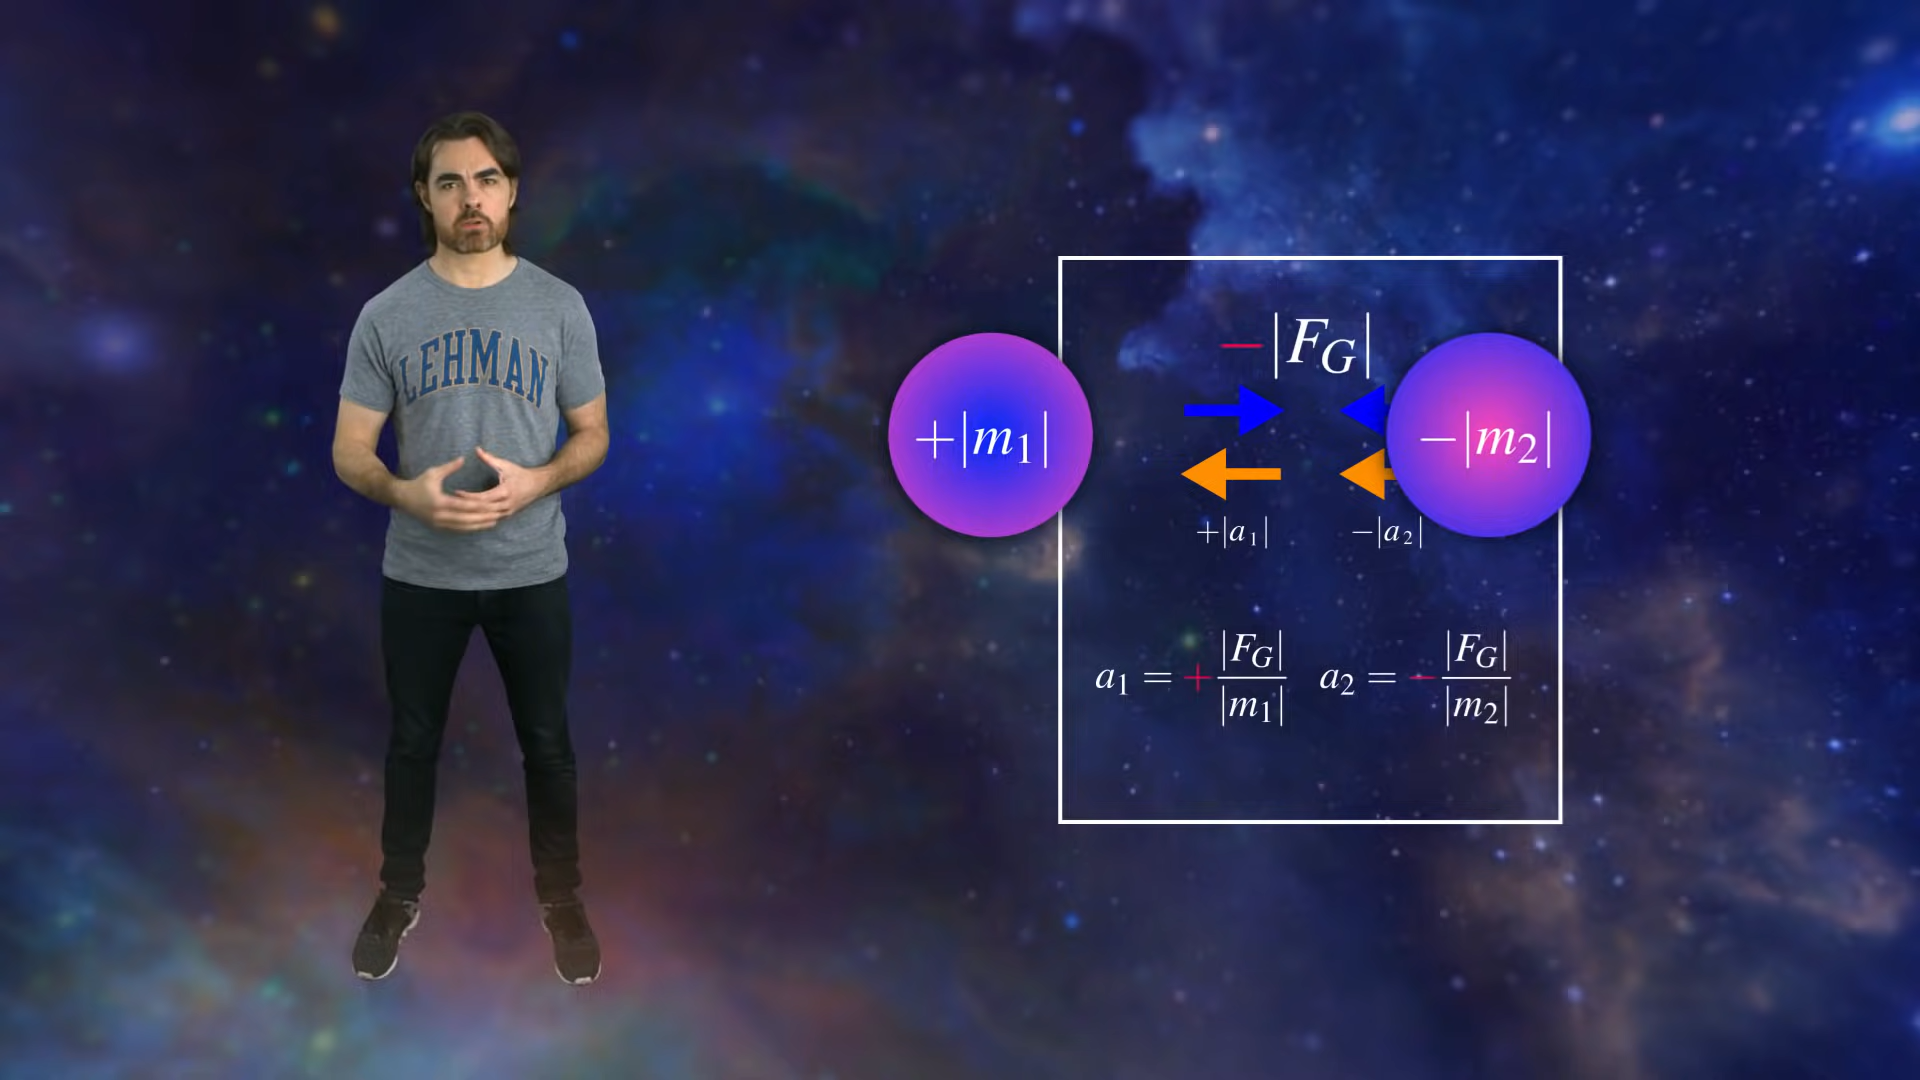 LEHMAN
−|F_G|
+|m₁|
−|m₂|
+|a₁|
−|a₂|
a₁ = +|F_G|/|m₁|
a₂ = −|F_G|/|m₂|